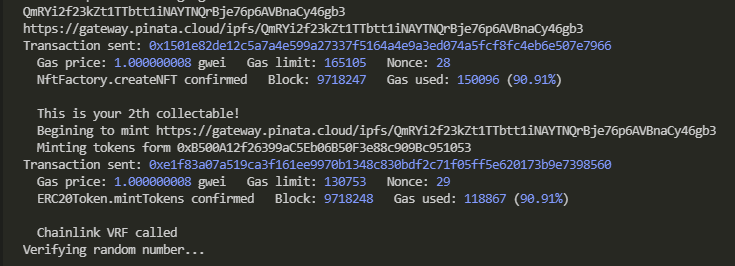 QmRYi2f23kZt1TTbtt1iNAYTNQrBje76p6AVBnaCy46gb3
https://gateway.pinata.cloud/ipfs/QmRYi2f23kZt1TTbtt1iNAYTNQrBje76p6AVBnaCy46gb3
Transaction sent: 0x1501e82de12c5a7a4e599a27337f5164a4e9a3ed074a5fcf8fc4eb6e507e7966
Gas price: 1.000000008 gwei   Gas limit: 165105   Nonce: 28
NftFactory.createNFT confirmed   Block: 9718247   Gas used: 150096 (90.91%)
This is your 2th collectable!
Begining to mint https://gateway.pinata.cloud/ipfs/QmRYi2f23kZt1TTbtt1iNAYTNQrBje76p6AVBnaCy46gb3
Minting tokens form 0xB500A12f26399aC5Eb06B50F3e88c909Bc951053
Transaction sent: 0xe1f83a07a519ca3f161ee9970b1348c830bdf2c71f05ff5e620173b9e7398560
Gas price: 1.000000008 gwei   Gas limit: 130753   Nonce: 29
ERC20Token.mintTokens confirmed   Block: 9718248   Gas used: 118867 (90.91%)
Chainlink VRF called
Verifying random number...